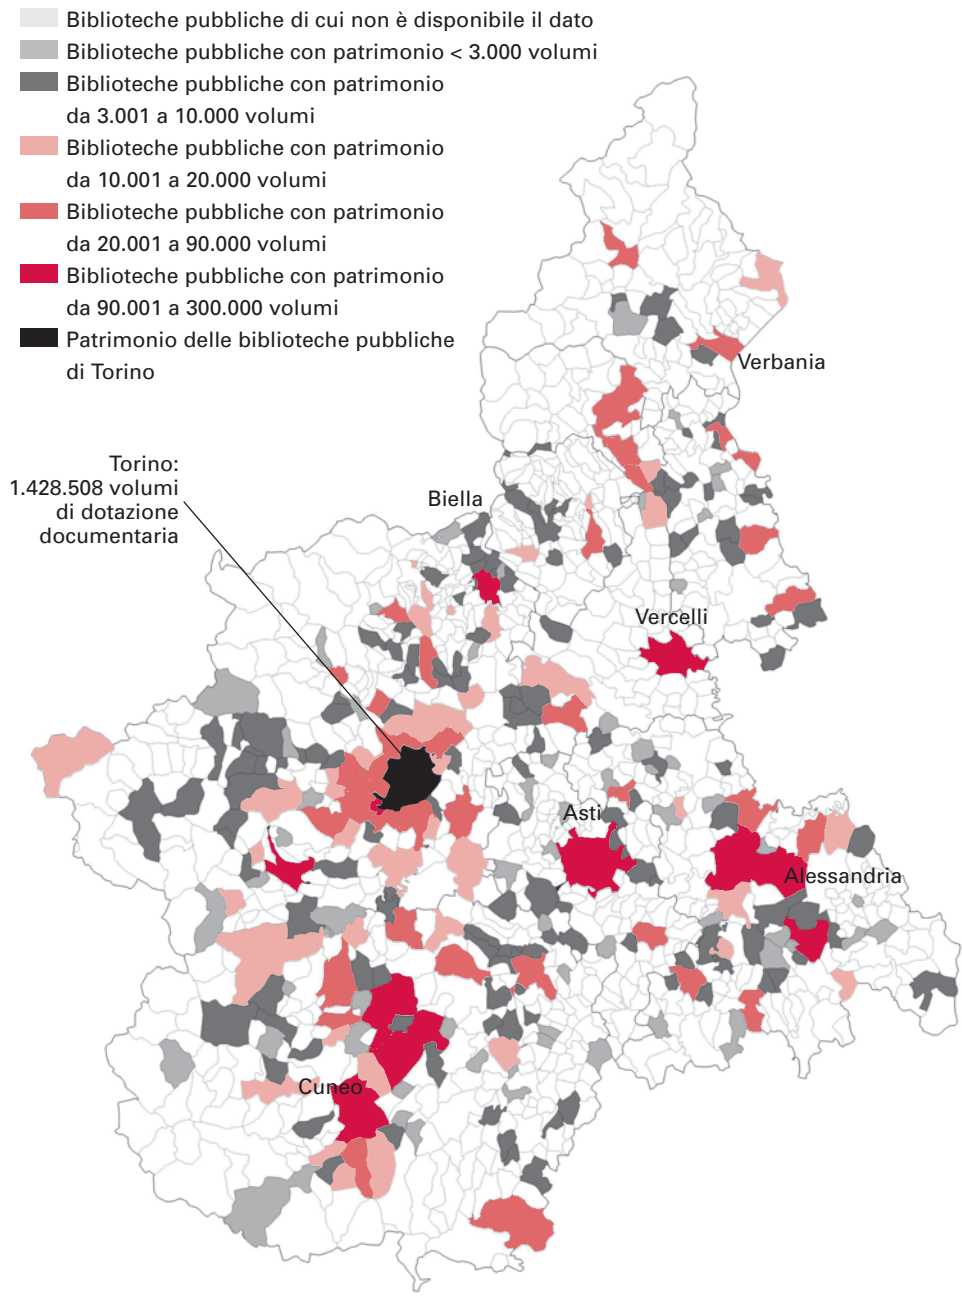 Biblioteche pubbliche di cui non è disponibile il dato
Biblioteche pubbliche con patrimonio < 3.000 volumi
Biblioteche pubbliche con patrimonio
da 3.001 a 10.000 volumi
Biblioteche pubbliche con patrimonio
da 10.001 a 20.000 volumi
Biblioteche pubbliche con patrimonio
da 20.001 a 90.000 volumi
Biblioteche pubbliche con patrimonio
da 90.001 a 300.000 volumi
Patrimonio delle biblioteche pubbliche
di Torino
Verbania
Torino:
1.428.508 volumi
di dotazione
documentaria
Biella
Vercelli
Asti
Alessandria
Cuneo